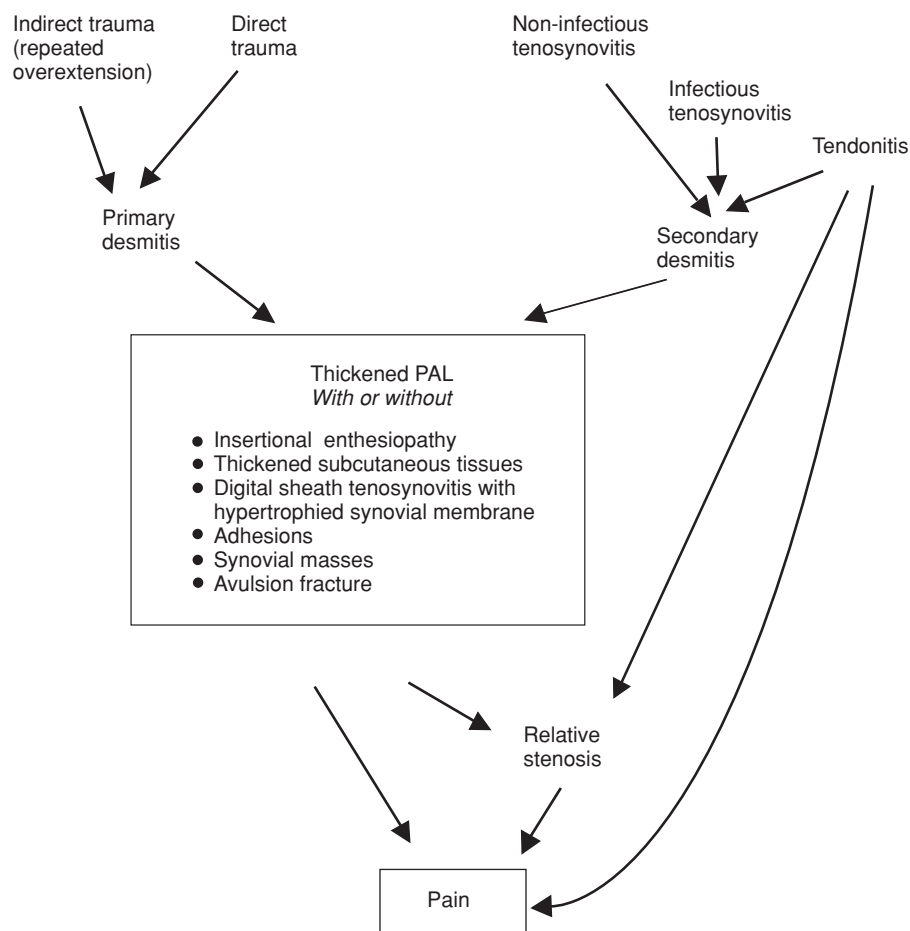 Indirect trauma
(repeated
overextension)
Direct
trauma
Non-infectious
tenosynovitis
Infectious
tenosynovitis
Tendonitis
Primary
desmitis
Secondary
desmitis
Thickened PAL
With or without
● Insertional enthesiopathy
● Thickened subcutaneous tissues
● Digital sheath tenosynovitis with
hypertrophied synovial membrane
● Adhesions
● Synovial masses
● Avulsion fracture
Relative
stenosis
Pain